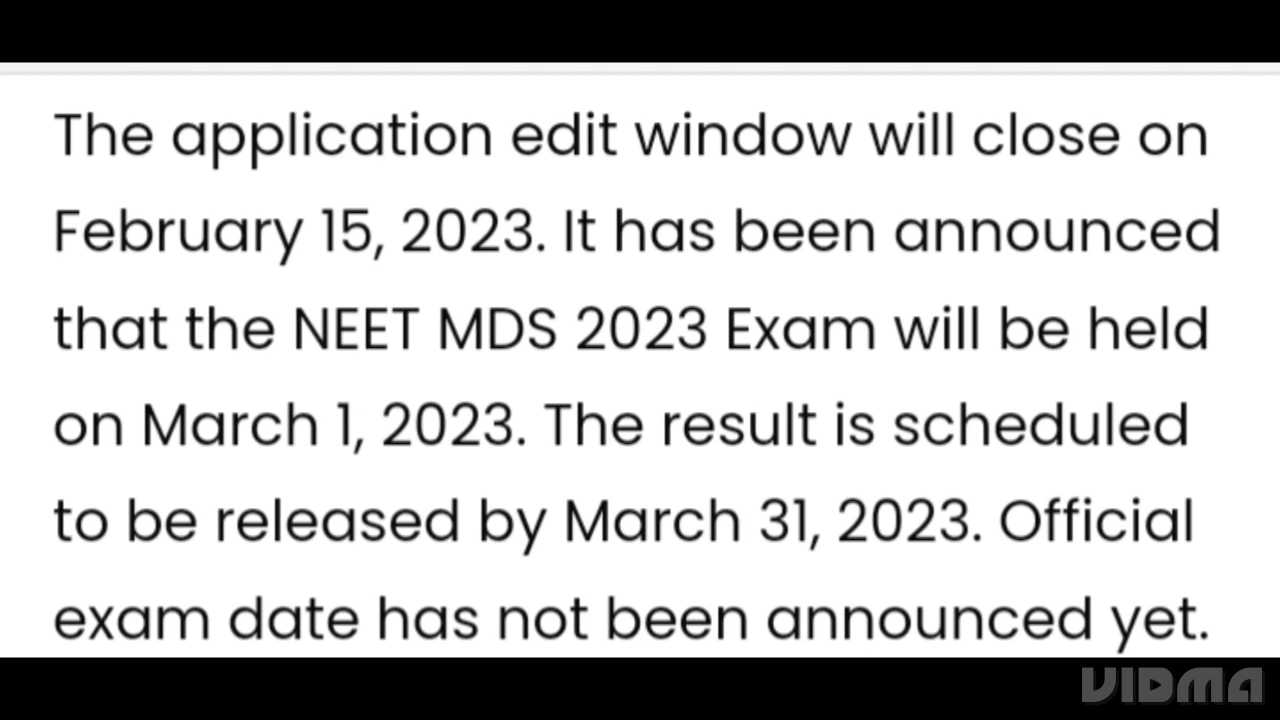 The application edit window will close on
February 15, 2023. It has been announced
that the NEET MDS 2023 Exam will be held
on March 1, 2023. The result is scheduled
to be released by March 31, 2023. Official
exam date has not been announced yet.
VIDMA